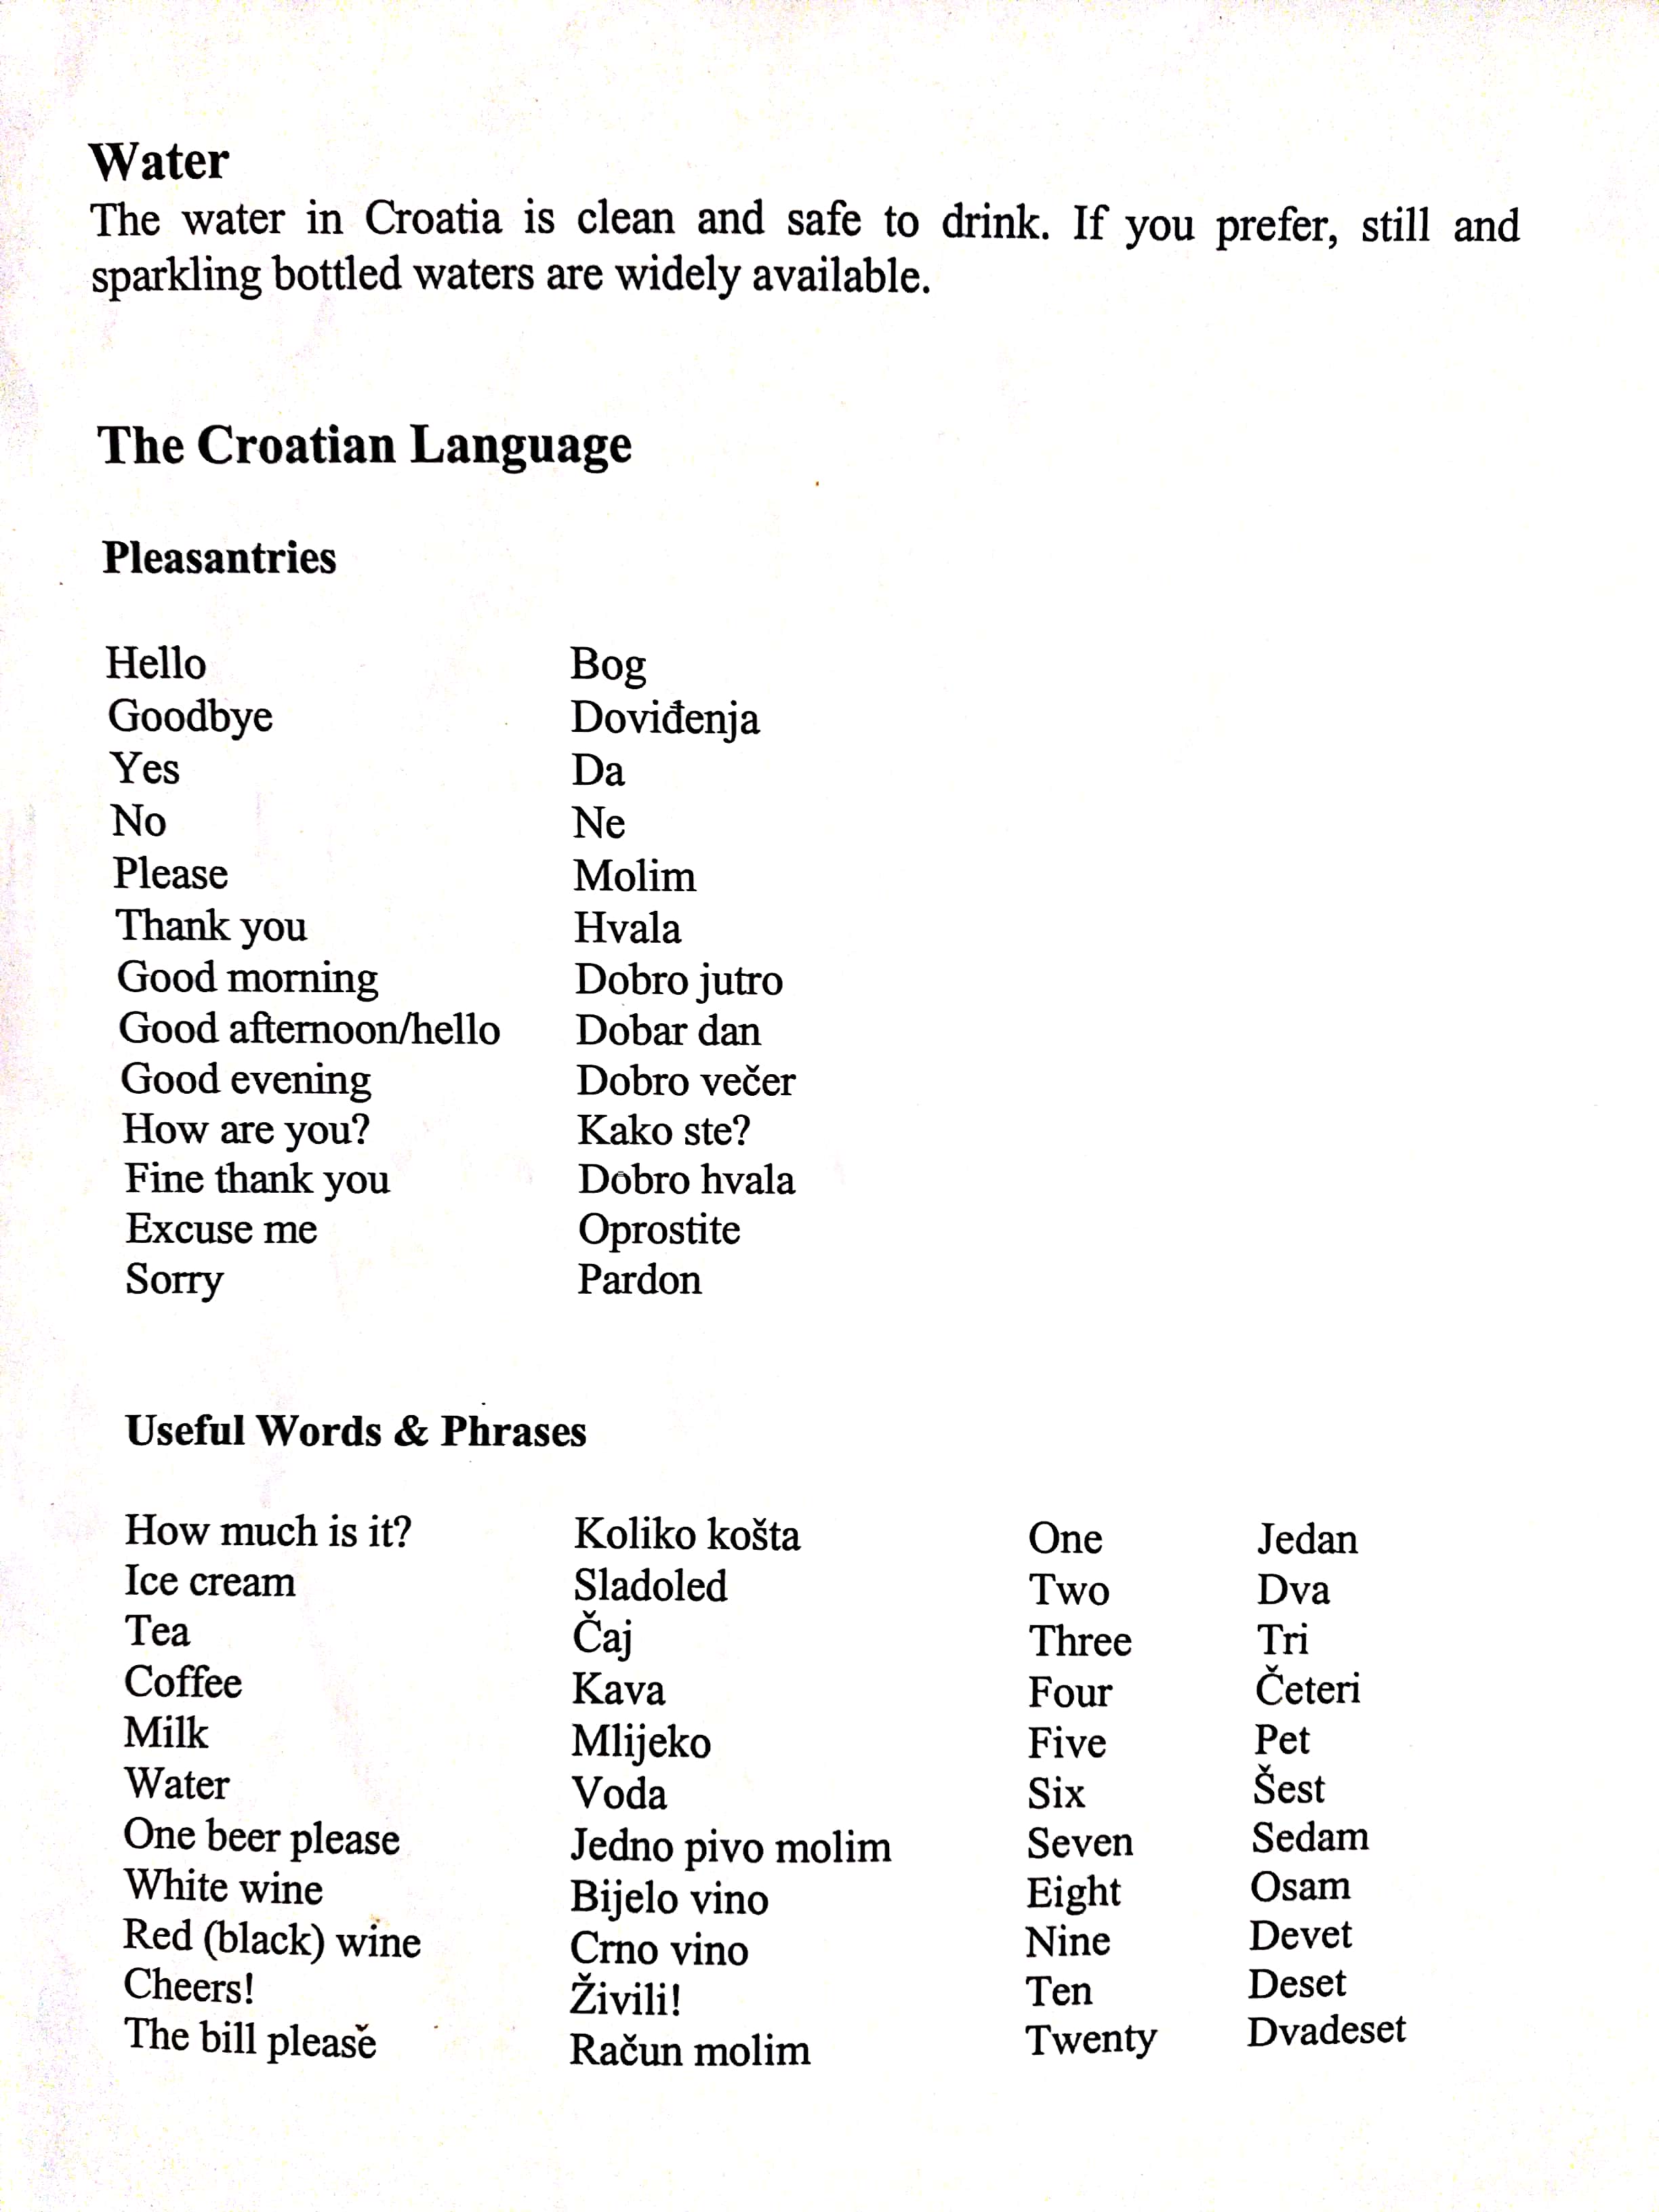 Water
The water in Croatia is clean and safe to drink. If you prefer, still and
sparkling bottled waters are widely available.
The Croatian Language
Pleasantries
Hello Bog
Goodbye Doviđenja
Yes Da
No Ne
Please Molim
Thank you Hvala
Good morning Dobro jutro
Good afternoon/hello Dobar dan
Good evening Dobro večer
How are you? Kako ste?
Fine thank you Dobro hvala
Excuse me Oprostite
Sorry Pardon
Useful Words & Phrases
How much is it? Koliko košta One Jedan
Ice cream Sladoled Two Dva
Tea Čaj Three Tri
Coffee Kava Four Četeri
Milk Mlijeko Five Pet
Water Voda Six Šest
One beer please Jedno pivo molim Seven Sedam
White wine Bijelo vino Eight Osam
Red (black) wine Crno vino Nine Devet
Cheers! Živili! Ten Deset
The bill please Račun molim Twenty Dvadeset